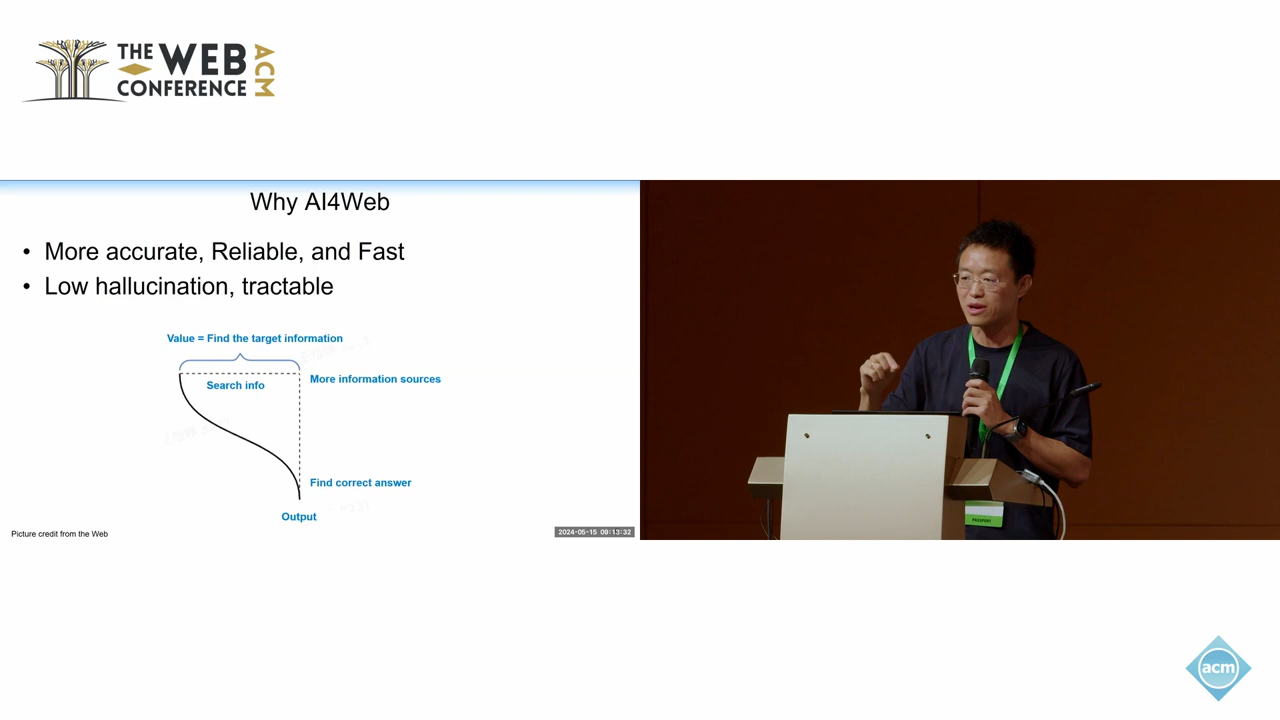 THE WEB
CONFERENCE
ACM
Why AI4Web
• More accurate, Reliable, and Fast
• Low hallucination, tractable
Value = Find the target information
Search info
More information sources
Find correct answer
Output
Picture credit from the Web
2024-05-15 09:13:32
PASSPORT
acm